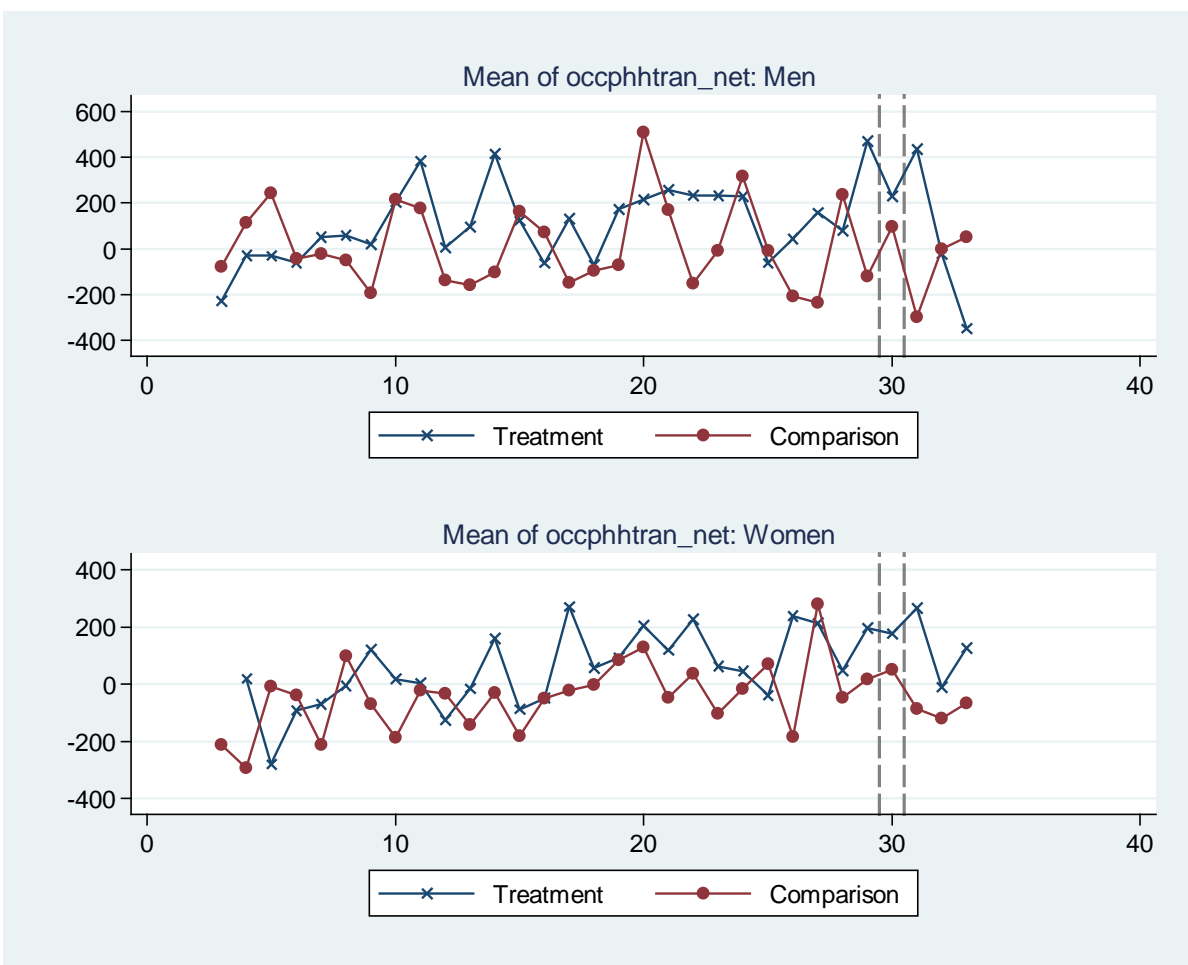 Mean of occphhtran_net: Men
600
400
200
0
-200
-400
0 10 20 30 40
Treatment Comparison
Mean of occphhtran_net: Women
400
200
0
-200
-400
0 10 20 30 40
Treatment Comparison